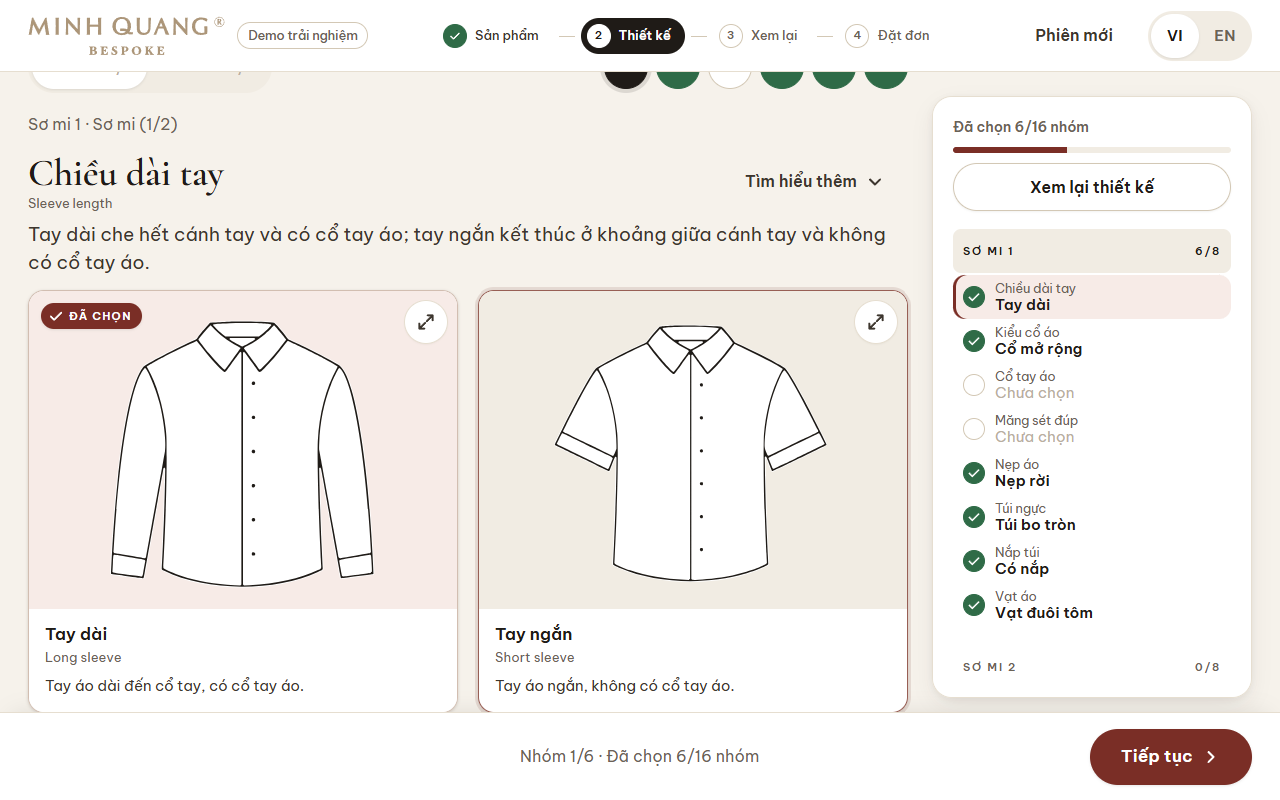 MINH QUANG®
BESPOKE
Demo trải nghiệm
Sản phẩm
2 Thiết kế
3 Xem lại
4 Đặt đơn
Phiên mới
VI EN
Sơ mi 1 · Sơ mi (1/2)
Chiều dài tay
Sleeve length
Tìm hiểu thêm
Tay dài che hết cánh tay và có cổ tay áo; tay ngắn kết thúc ở khoảng giữa cánh tay và không
có cổ tay áo.
ĐÃ CHỌN
Tay dài
Long sleeve
Tay áo dài đến cổ tay, có cổ tay áo.
Tay ngắn
Short sleeve
Tay áo ngắn, không có cổ tay áo.
Đã chọn 6/16 nhóm
Xem lại thiết kế
SƠ MI 1 6/8
Chiều dài tay
Tay dài
Kiểu cổ áo
Cổ mở rộng
Cổ tay áo
Chưa chọn
Măng sét đúp
Chưa chọn
Nẹp áo
Nẹp rời
Túi ngực
Túi bo tròn
Nắp túi
Có nắp
Vạt áo
Vạt đuôi tôm
SƠ MI 2 0/8
Nhóm 1/6 · Đã chọn 6/16 nhóm
Tiếp tục